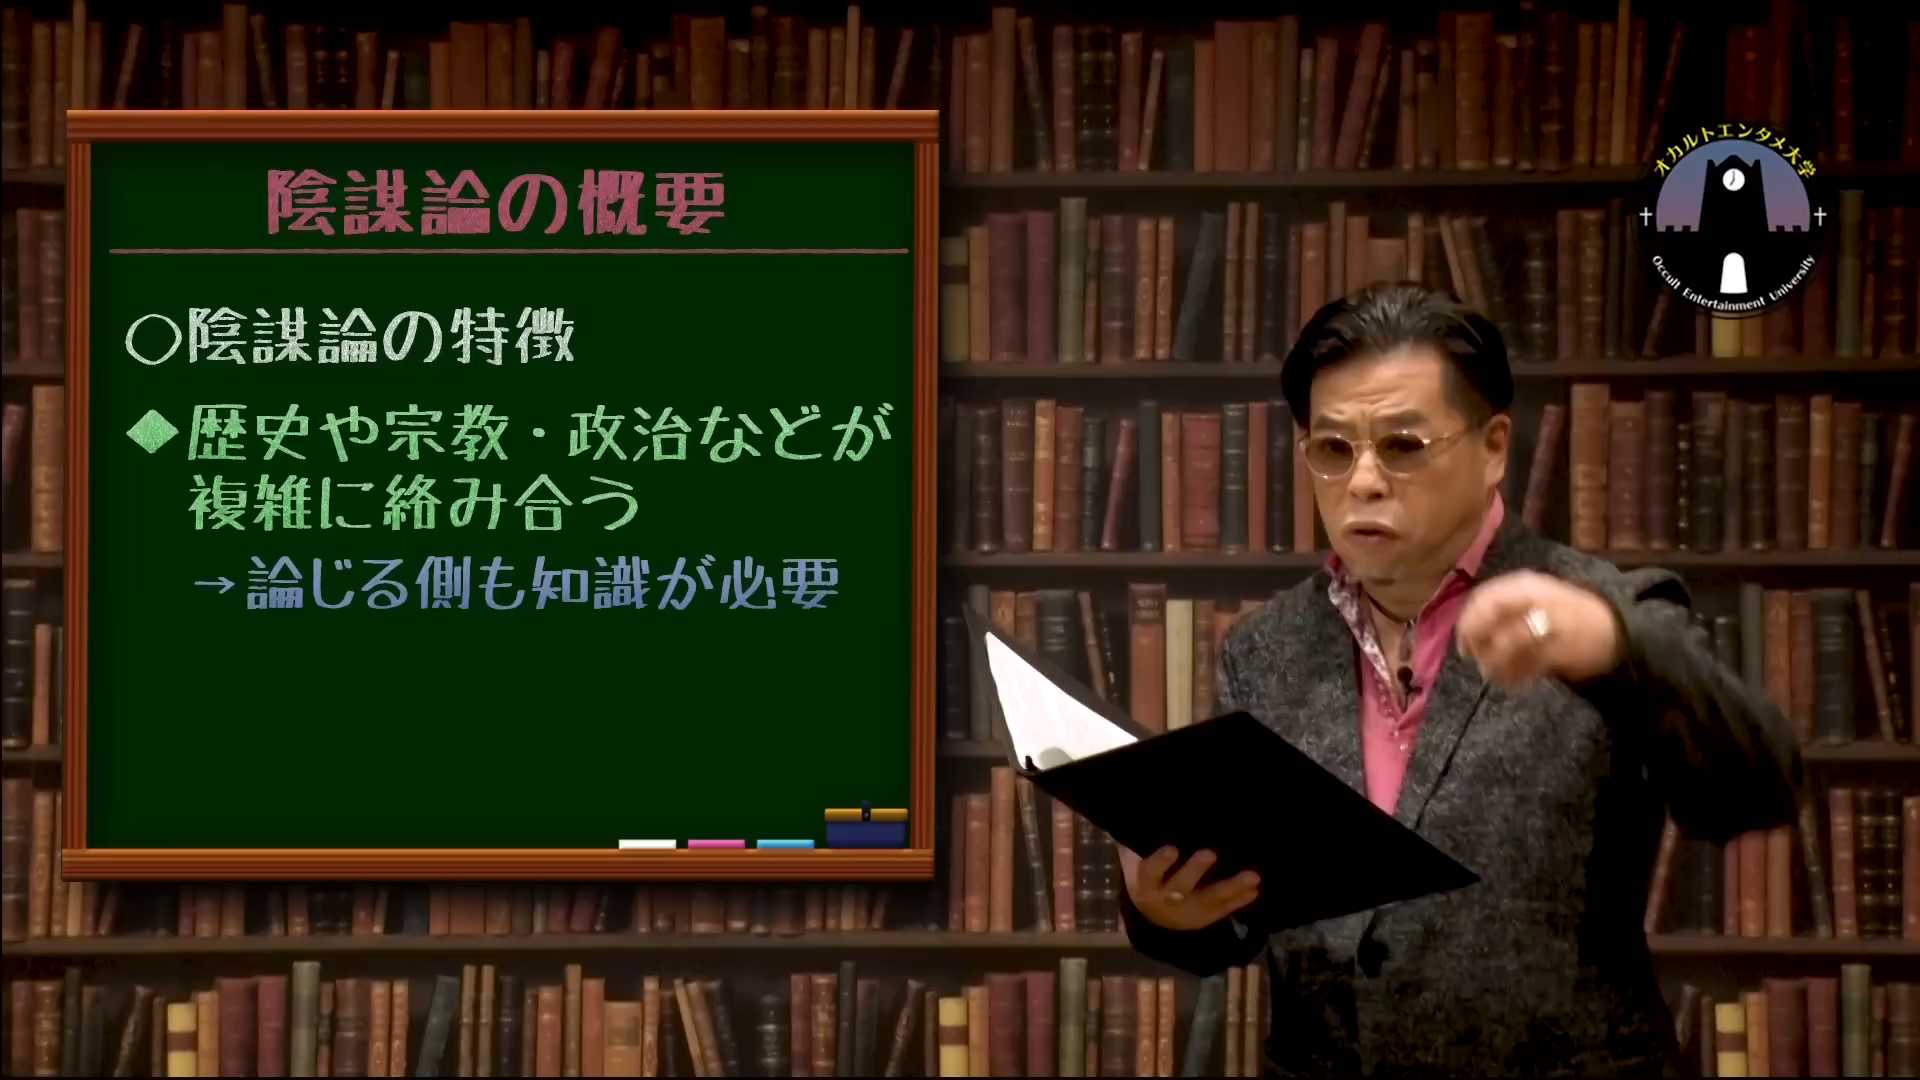 陰謀論の概要
○陰謀論の特徴
◆歴史や宗教・政治などが
複雑に絡み合う
→論じる側も知識が必要
オカルトエンタメ大学
Occult Entertainment University